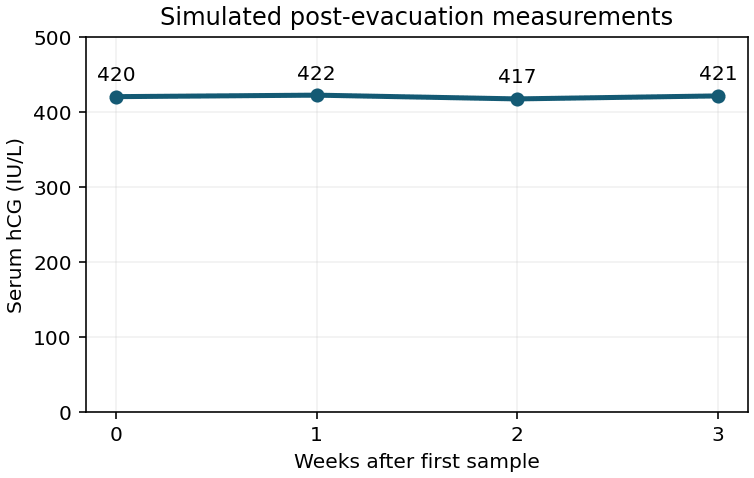 Simulated post-evacuation measurements
500
400
300
200
100
0
Serum hCG (IU/L)
420
422
417
421
0 1 2 3
Weeks after first sample